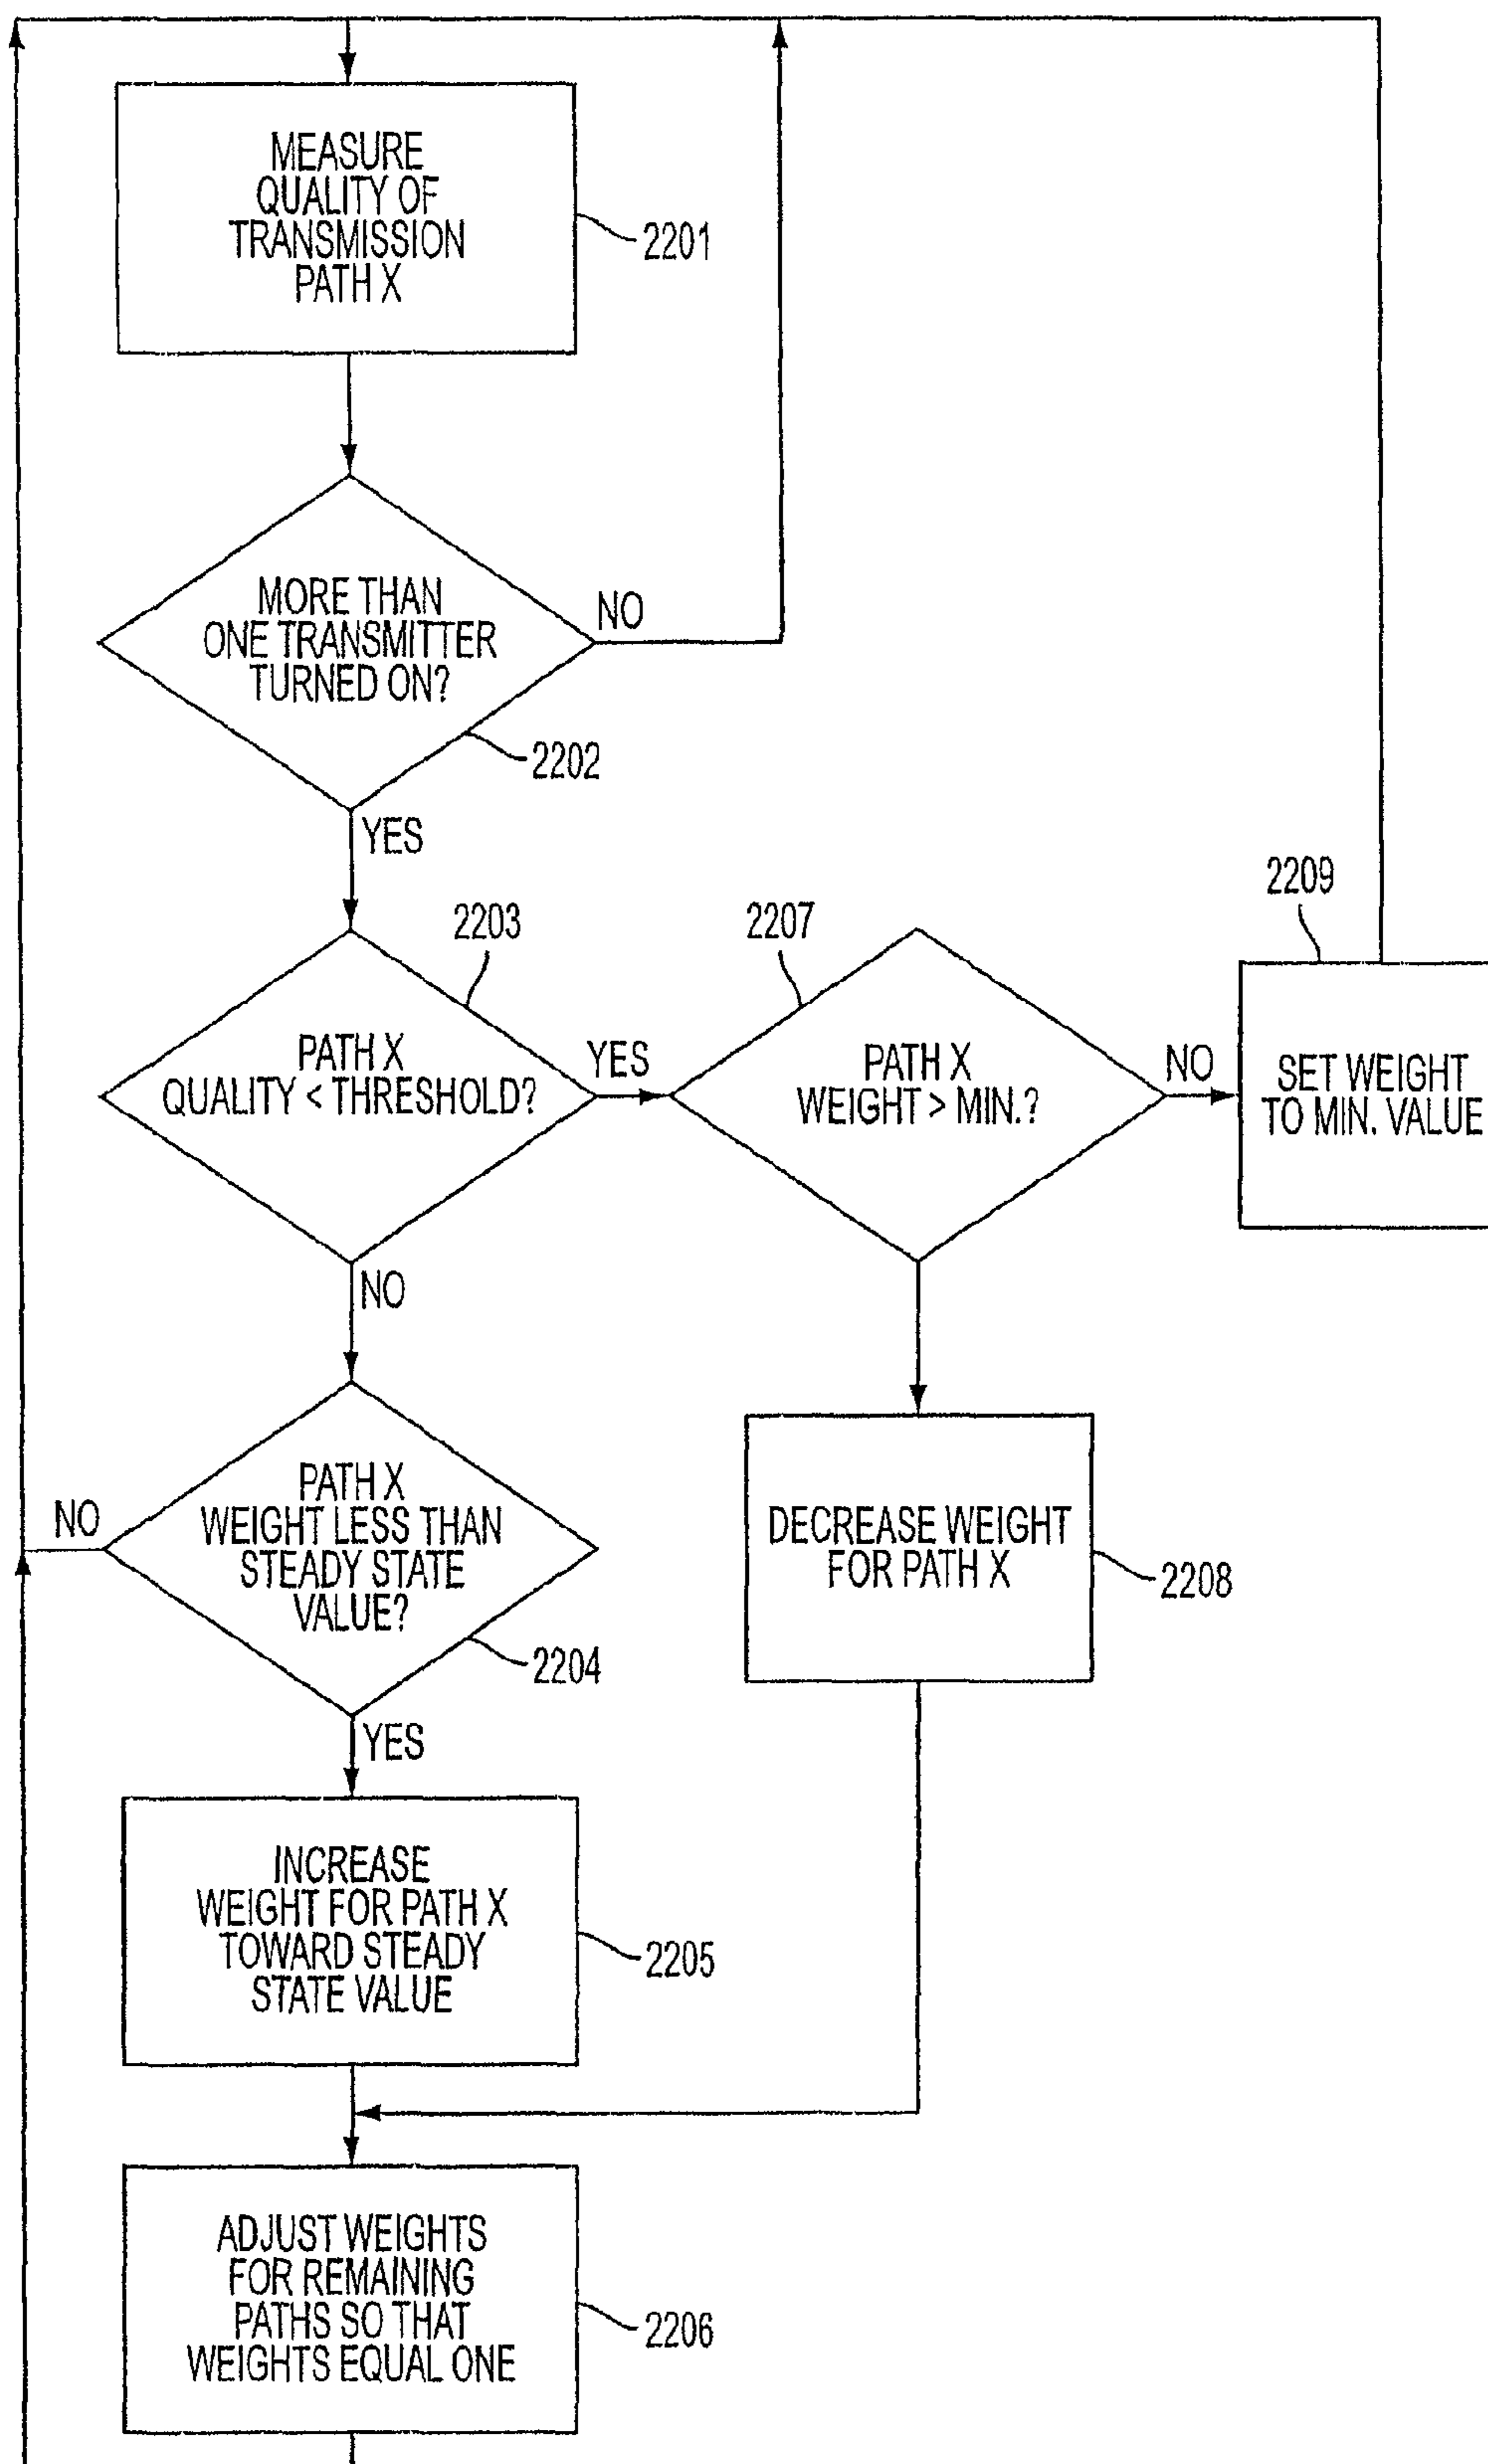 MEASURE
QUALITY OF
TRANSMISSION
PATH X
2201
MORE THAN
ONE TRANSMITTER
TURNED ON?
NO
2202
YES
2203
PATH X
QUALITY < THRESHOLD?
YES
2207
PATH X
WEIGHT > MIN.?
NO
2209
SET WEIGHT
TO MIN. VALUE
NO
PATH X
WEIGHT LESS THAN
STEADY STATE
VALUE?
NO
2204
DECREASE WEIGHT
FOR PATH X
2208
YES
INCREASE
WEIGHT FOR PATH X
TOWARD STEADY
STATE VALUE
2205
ADJUST WEIGHTS
FOR REMAINING
PATHS SO THAT
WEIGHTS EQUAL ONE
2206